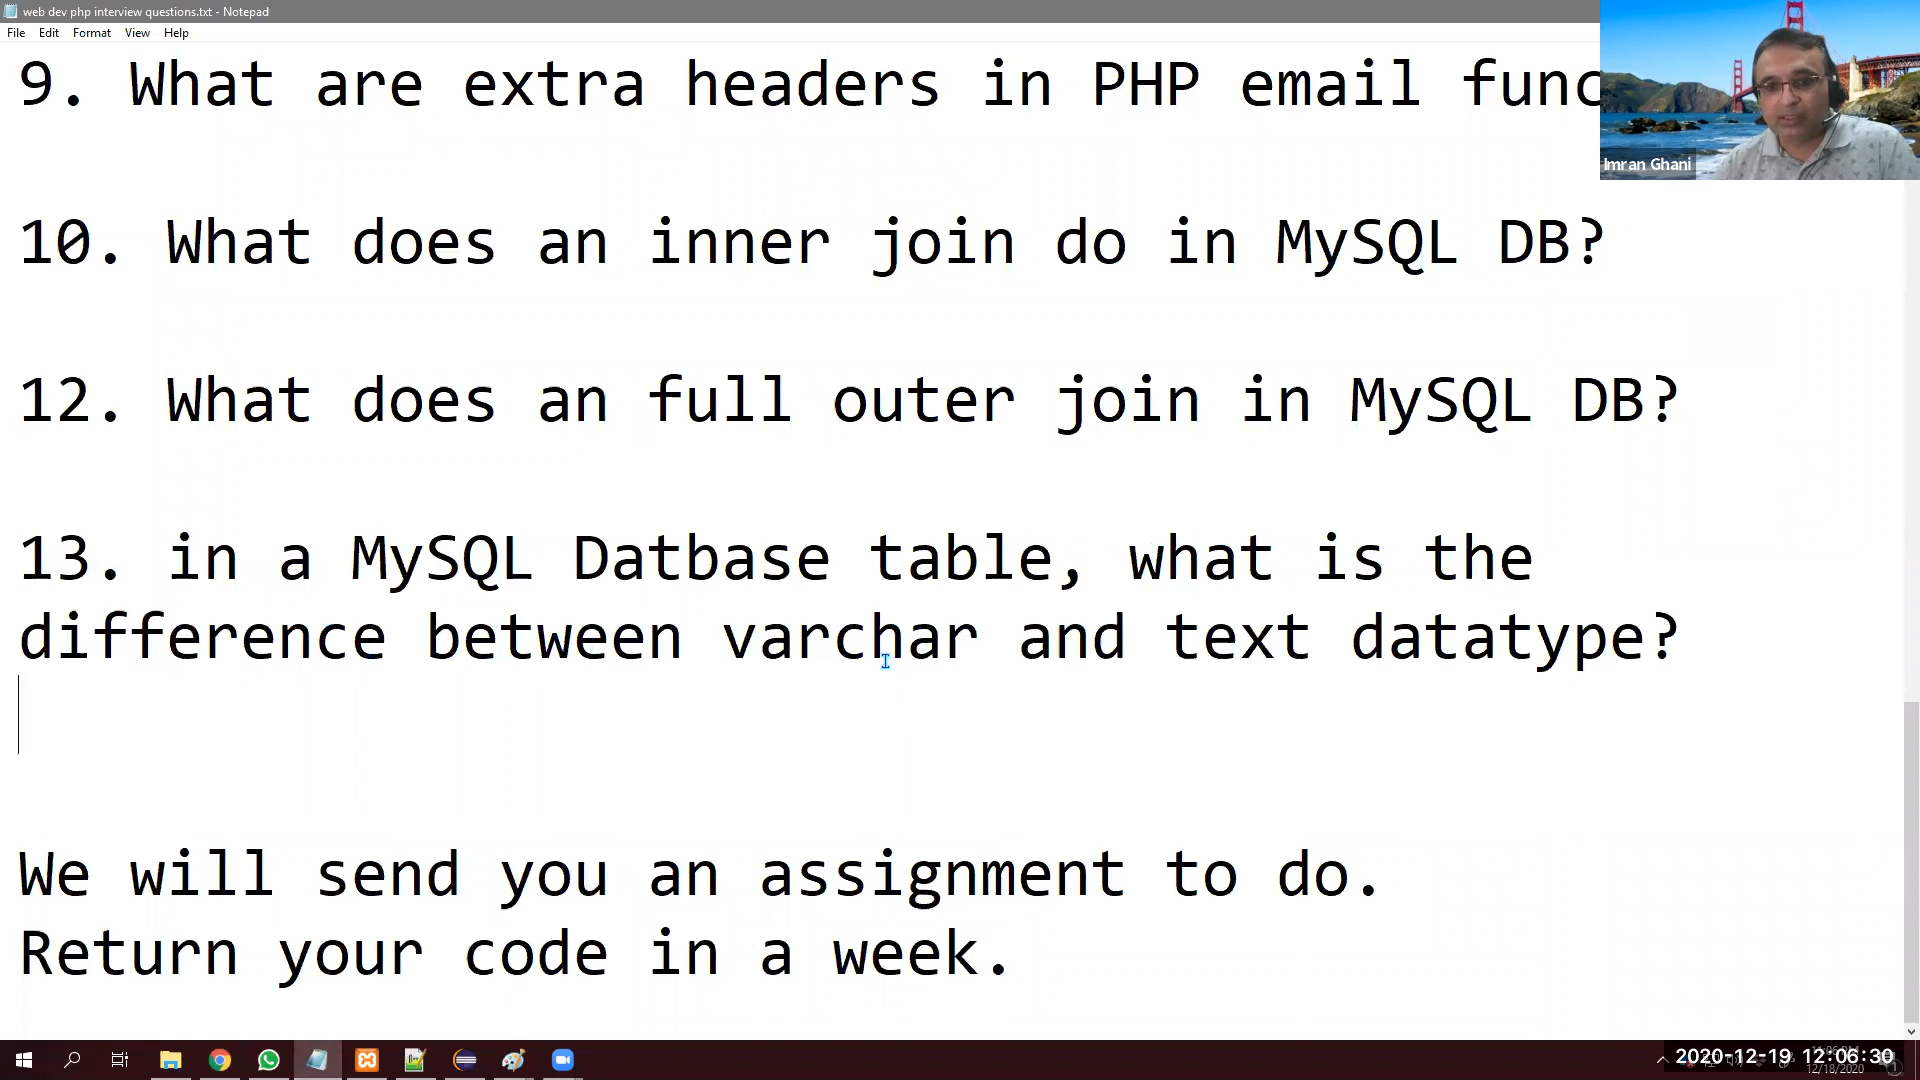 web dev php interview questions.txt - Notepad
File Edit Format View Help
9. What are extra headers in PHP email func
Imran Ghani
10. What does an inner join do in MySQL DB?
12. What does an full outer join in MySQL DB?
13. in a MySQL Datbase table, what is the
difference between varchar and text datatype?
We will send you an assignment to do.
Return your code in a week.
2020-12-19 12:06:30
12/18/2020